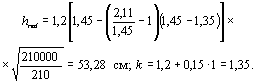 h_nef = 1,2 [1,45 − (2,11/1,45 − 1)(1,45 − 1,35)] ×
× √(210000/210) = 53,28 см; k = 1,2 + 0,15·1 = 1,35.